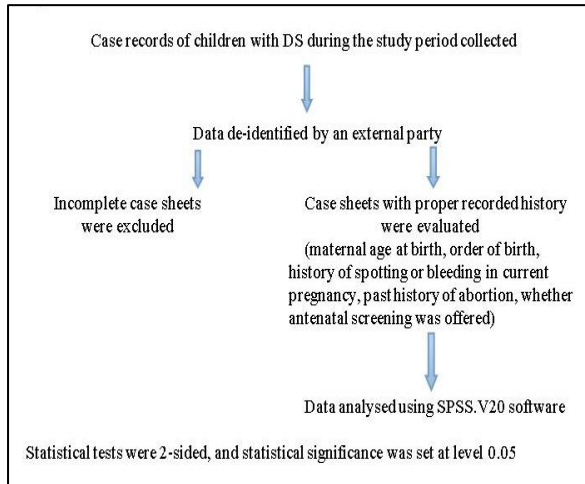 Case records of children with DS during the study period collected
Data de-identified by an external party
Incomplete case sheets
were excluded
Case sheets with proper recorded history
were evaluated
(maternal age at birth, order of birth,
history of spotting or bleeding in current
pregnancy, past history of abortion, whether
antenatal screening was offered)
Data analysed using SPSS.V20 software
Statistical tests were 2-sided, and statistical significance was set at level 0.05